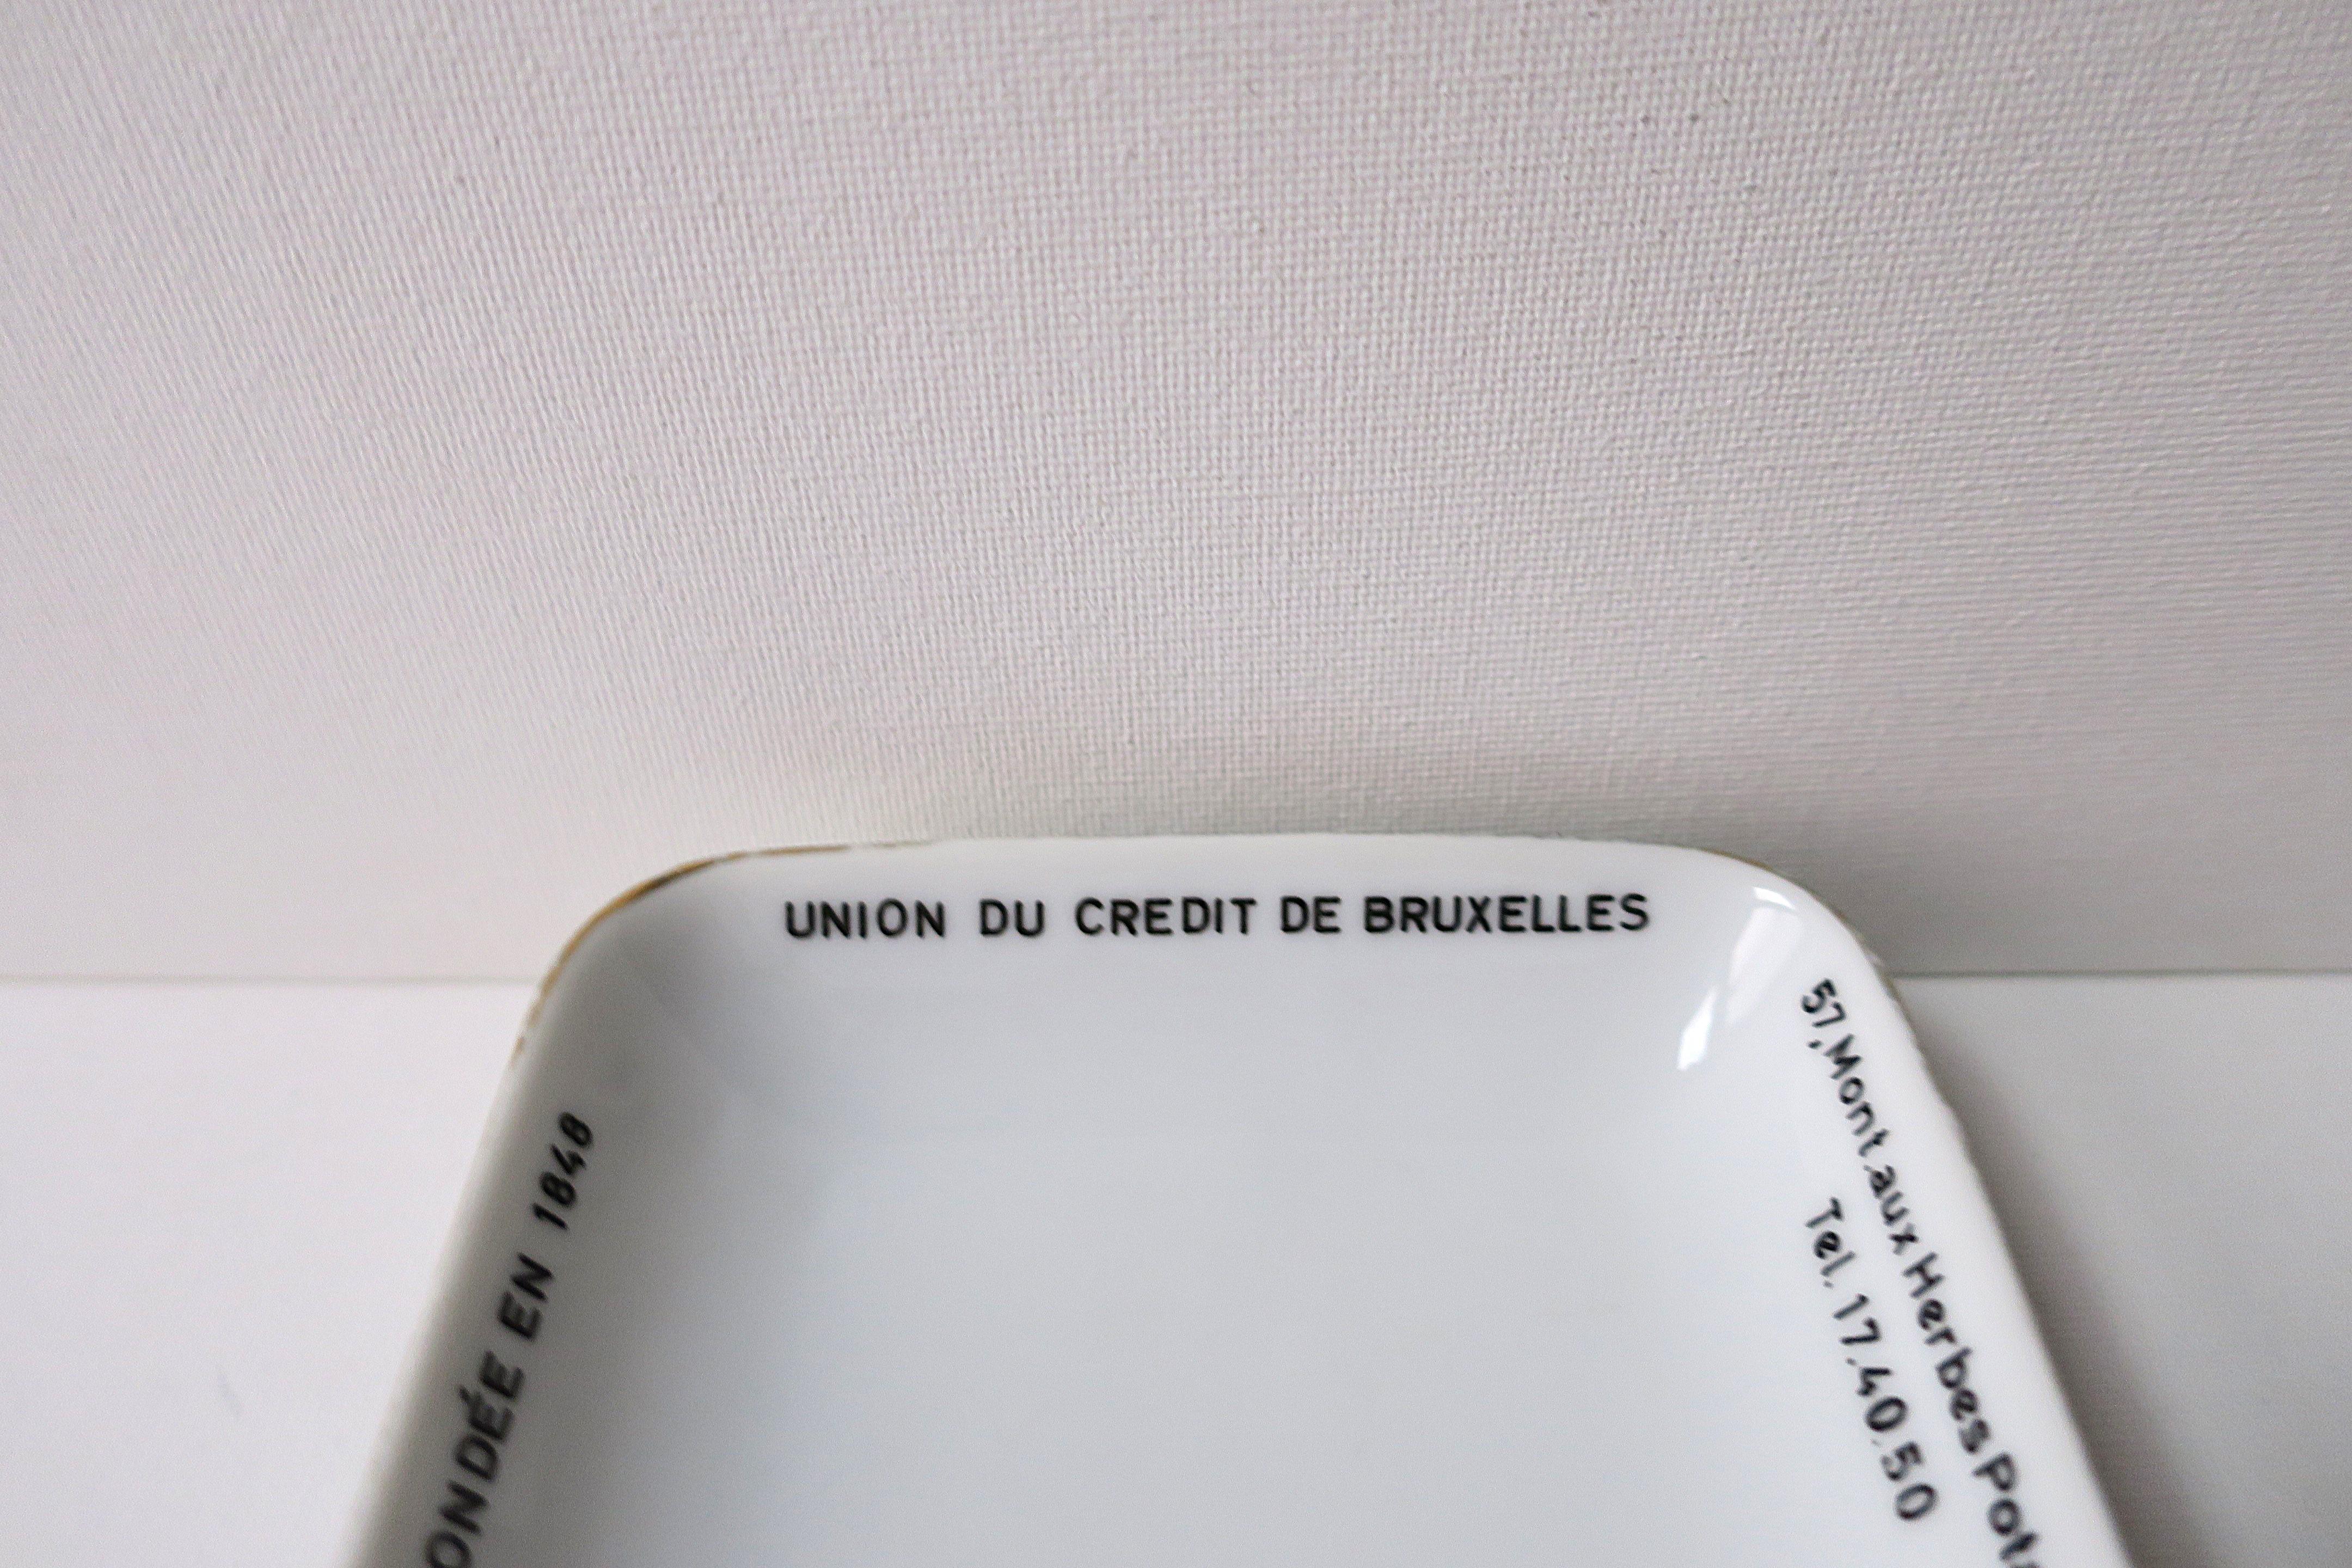 UNION DU CREDIT DE BRUXELLES
57, Mont aux Herbes Pot
Tel. 17.40.50
ONDÉE EN 1848